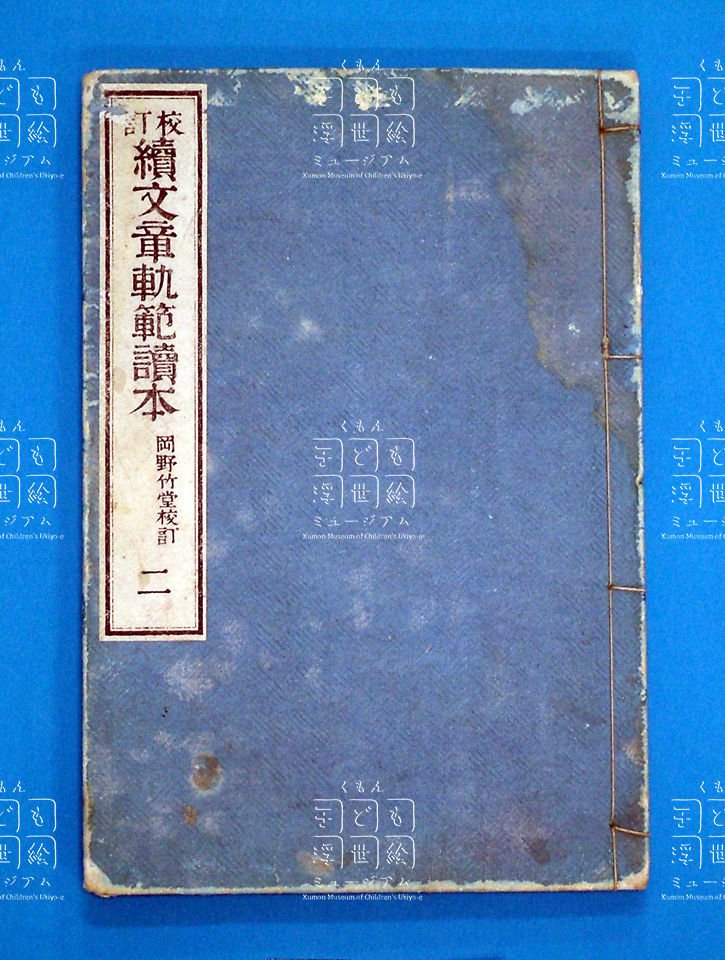 校訂
續文章軌範讀本
岡野竹堂校訂
二
くもん
子ども
浮世絵
ミュージアム
Kumon Museum of Children's Ukiyo-e